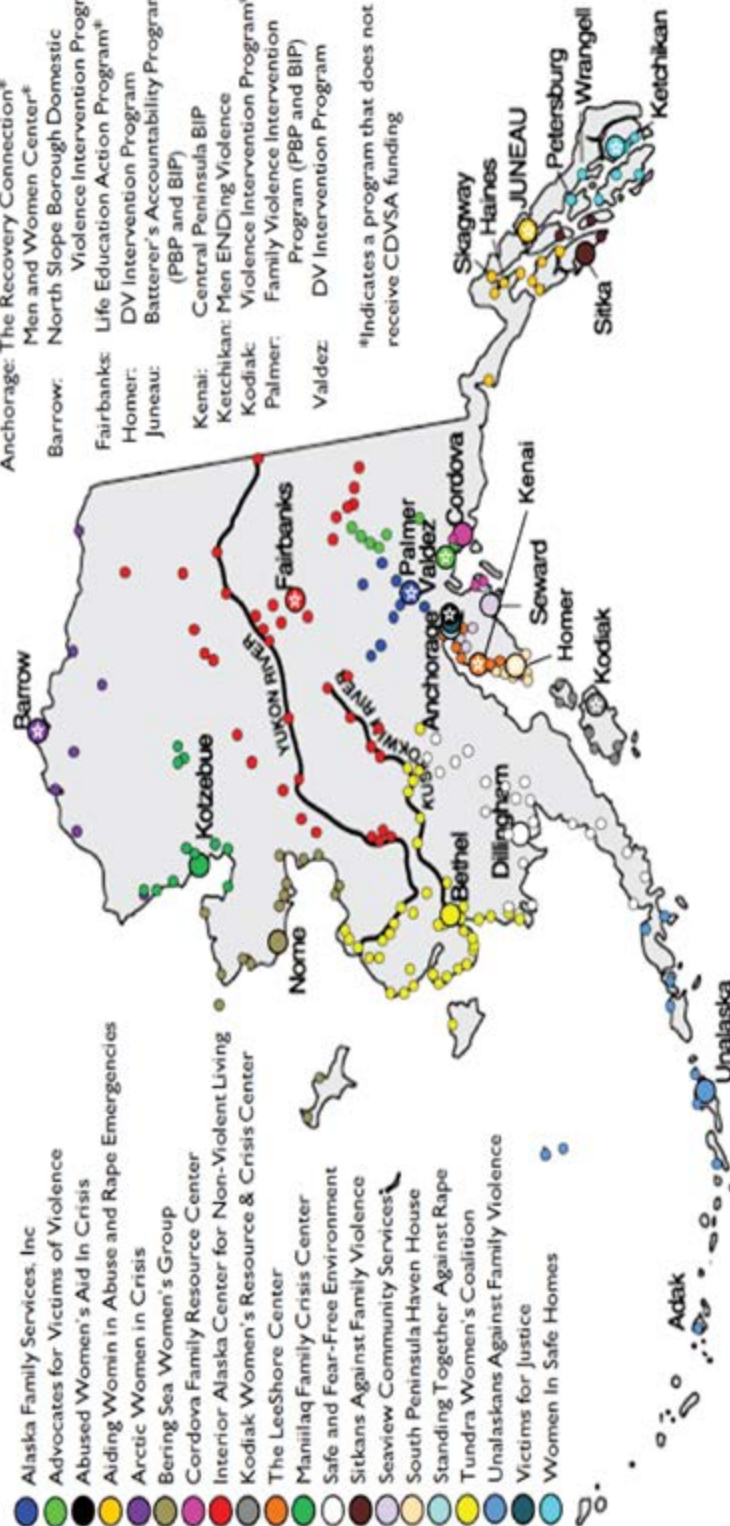 Alaska Family Services, Inc
Advocates for Victims of Violence
Abused Women's Aid In Crisis
Aiding Womin in Abuse and Rape Emergencies
Arctic Women in Crisis
Bering Sea Women's Group
Cordova Family Resource Center
Interior Alaska Center for Non-Violent Living
Kodiak Women's Resource & Crisis Center
The LeeShore Center
Maniilaq Family Crisis Center
Safe and Fear-Free Environment
Sitkans Against Family Violence
Seaview Community Services
South Peninsula Haven House
Standing Together Against Rape
Tundra Women's Coalition
Unalaskans Against Family Violence
Victims for Justice
Women In Safe Homes
Barrow
Kotzebue
Nome
YUKON RIVER
Fairbanks
RIVER
Bethel
Dillingham
Anchorage
Palmer
Valdez
Cordova
Kenai
Seward
Homer
Kodiak
Unalaska
Adak
Skagway
Haines
JUNEAU
Sitka
Petersburg
Wrangell
Ketchikan
Anchorage: The Recovery Connection*
Men and Women Center*
Barrow: North Slope Borough Domestic
Violence Intervention
Fairbanks: Life Education Action Program*
Homer: DV Intervention Program
Juneau: Batterer's Accountability
(PBP and BIP)
Kenai: Central Peninsula BIP
Ketchikan: Men ENDing Violence
Kodiak: Violence Intervention Program*
Palmer: Family Violence Intervention
Program (PBP and BIP)
Valdez: DV Intervention Program
*Indicates a program that does not
receive CDVSA funding